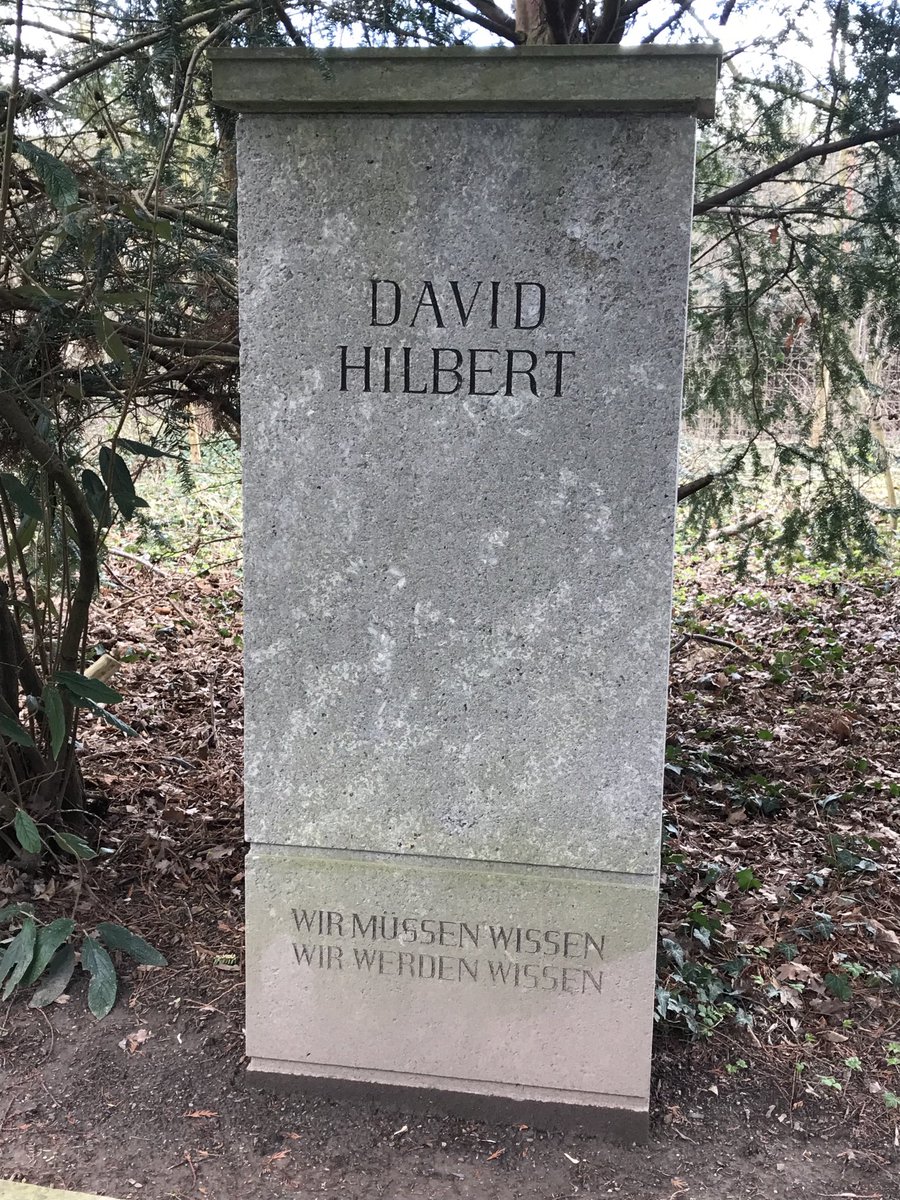 DAVID
HILBERT
WIR MÜSSEN WISSEN
WIR WERDEN WISSEN